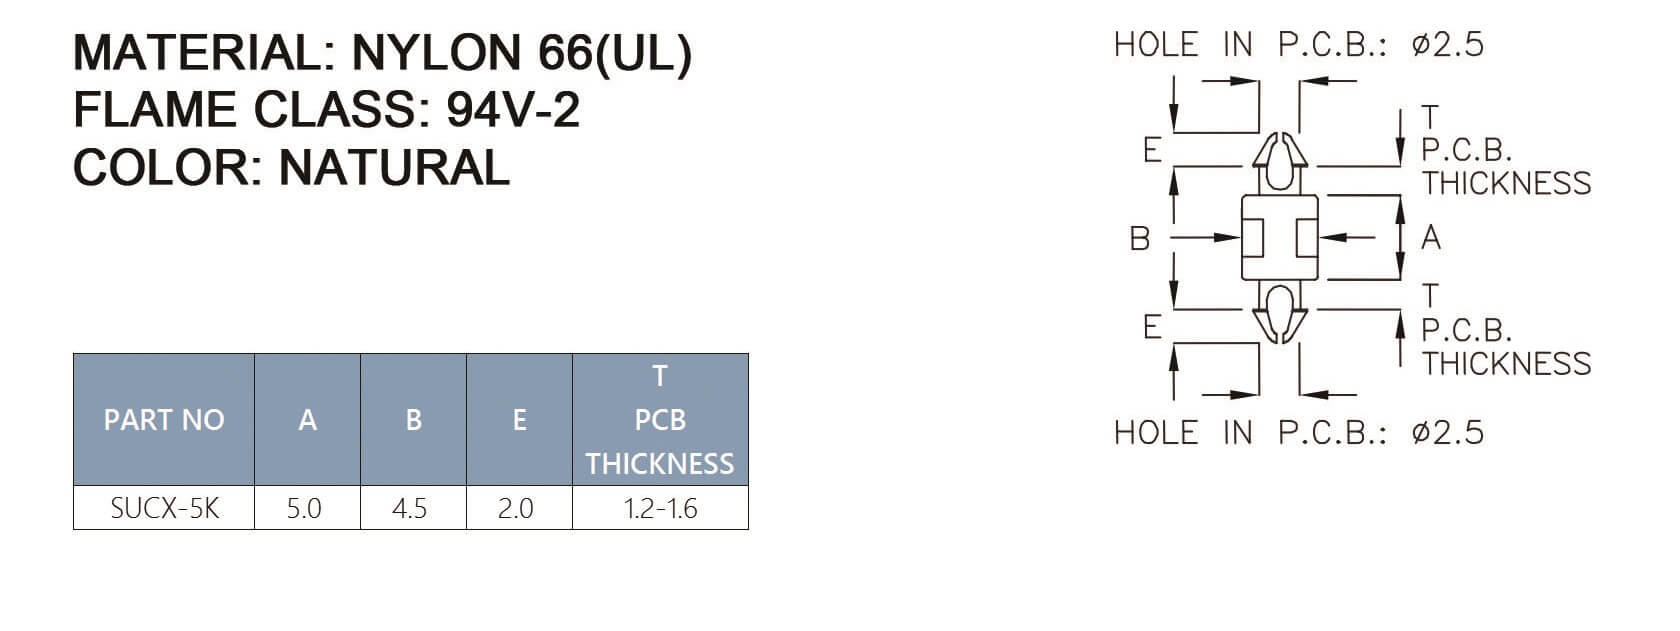 MATERIAL: NYLON 66(UL)
FLAME CLASS: 94V-2
COLOR: NATURAL
PART NO A B E T PCB THICKNESS
SUCX-5K 5.0 4.5 2.0 1.2-1.6
HOLE IN P.C.B.: ø2.5
E
T
P.C.B.
THICKNESS
B
A
E
T
P.C.B.
THICKNESS
HOLE IN P.C.B.: ø2.5